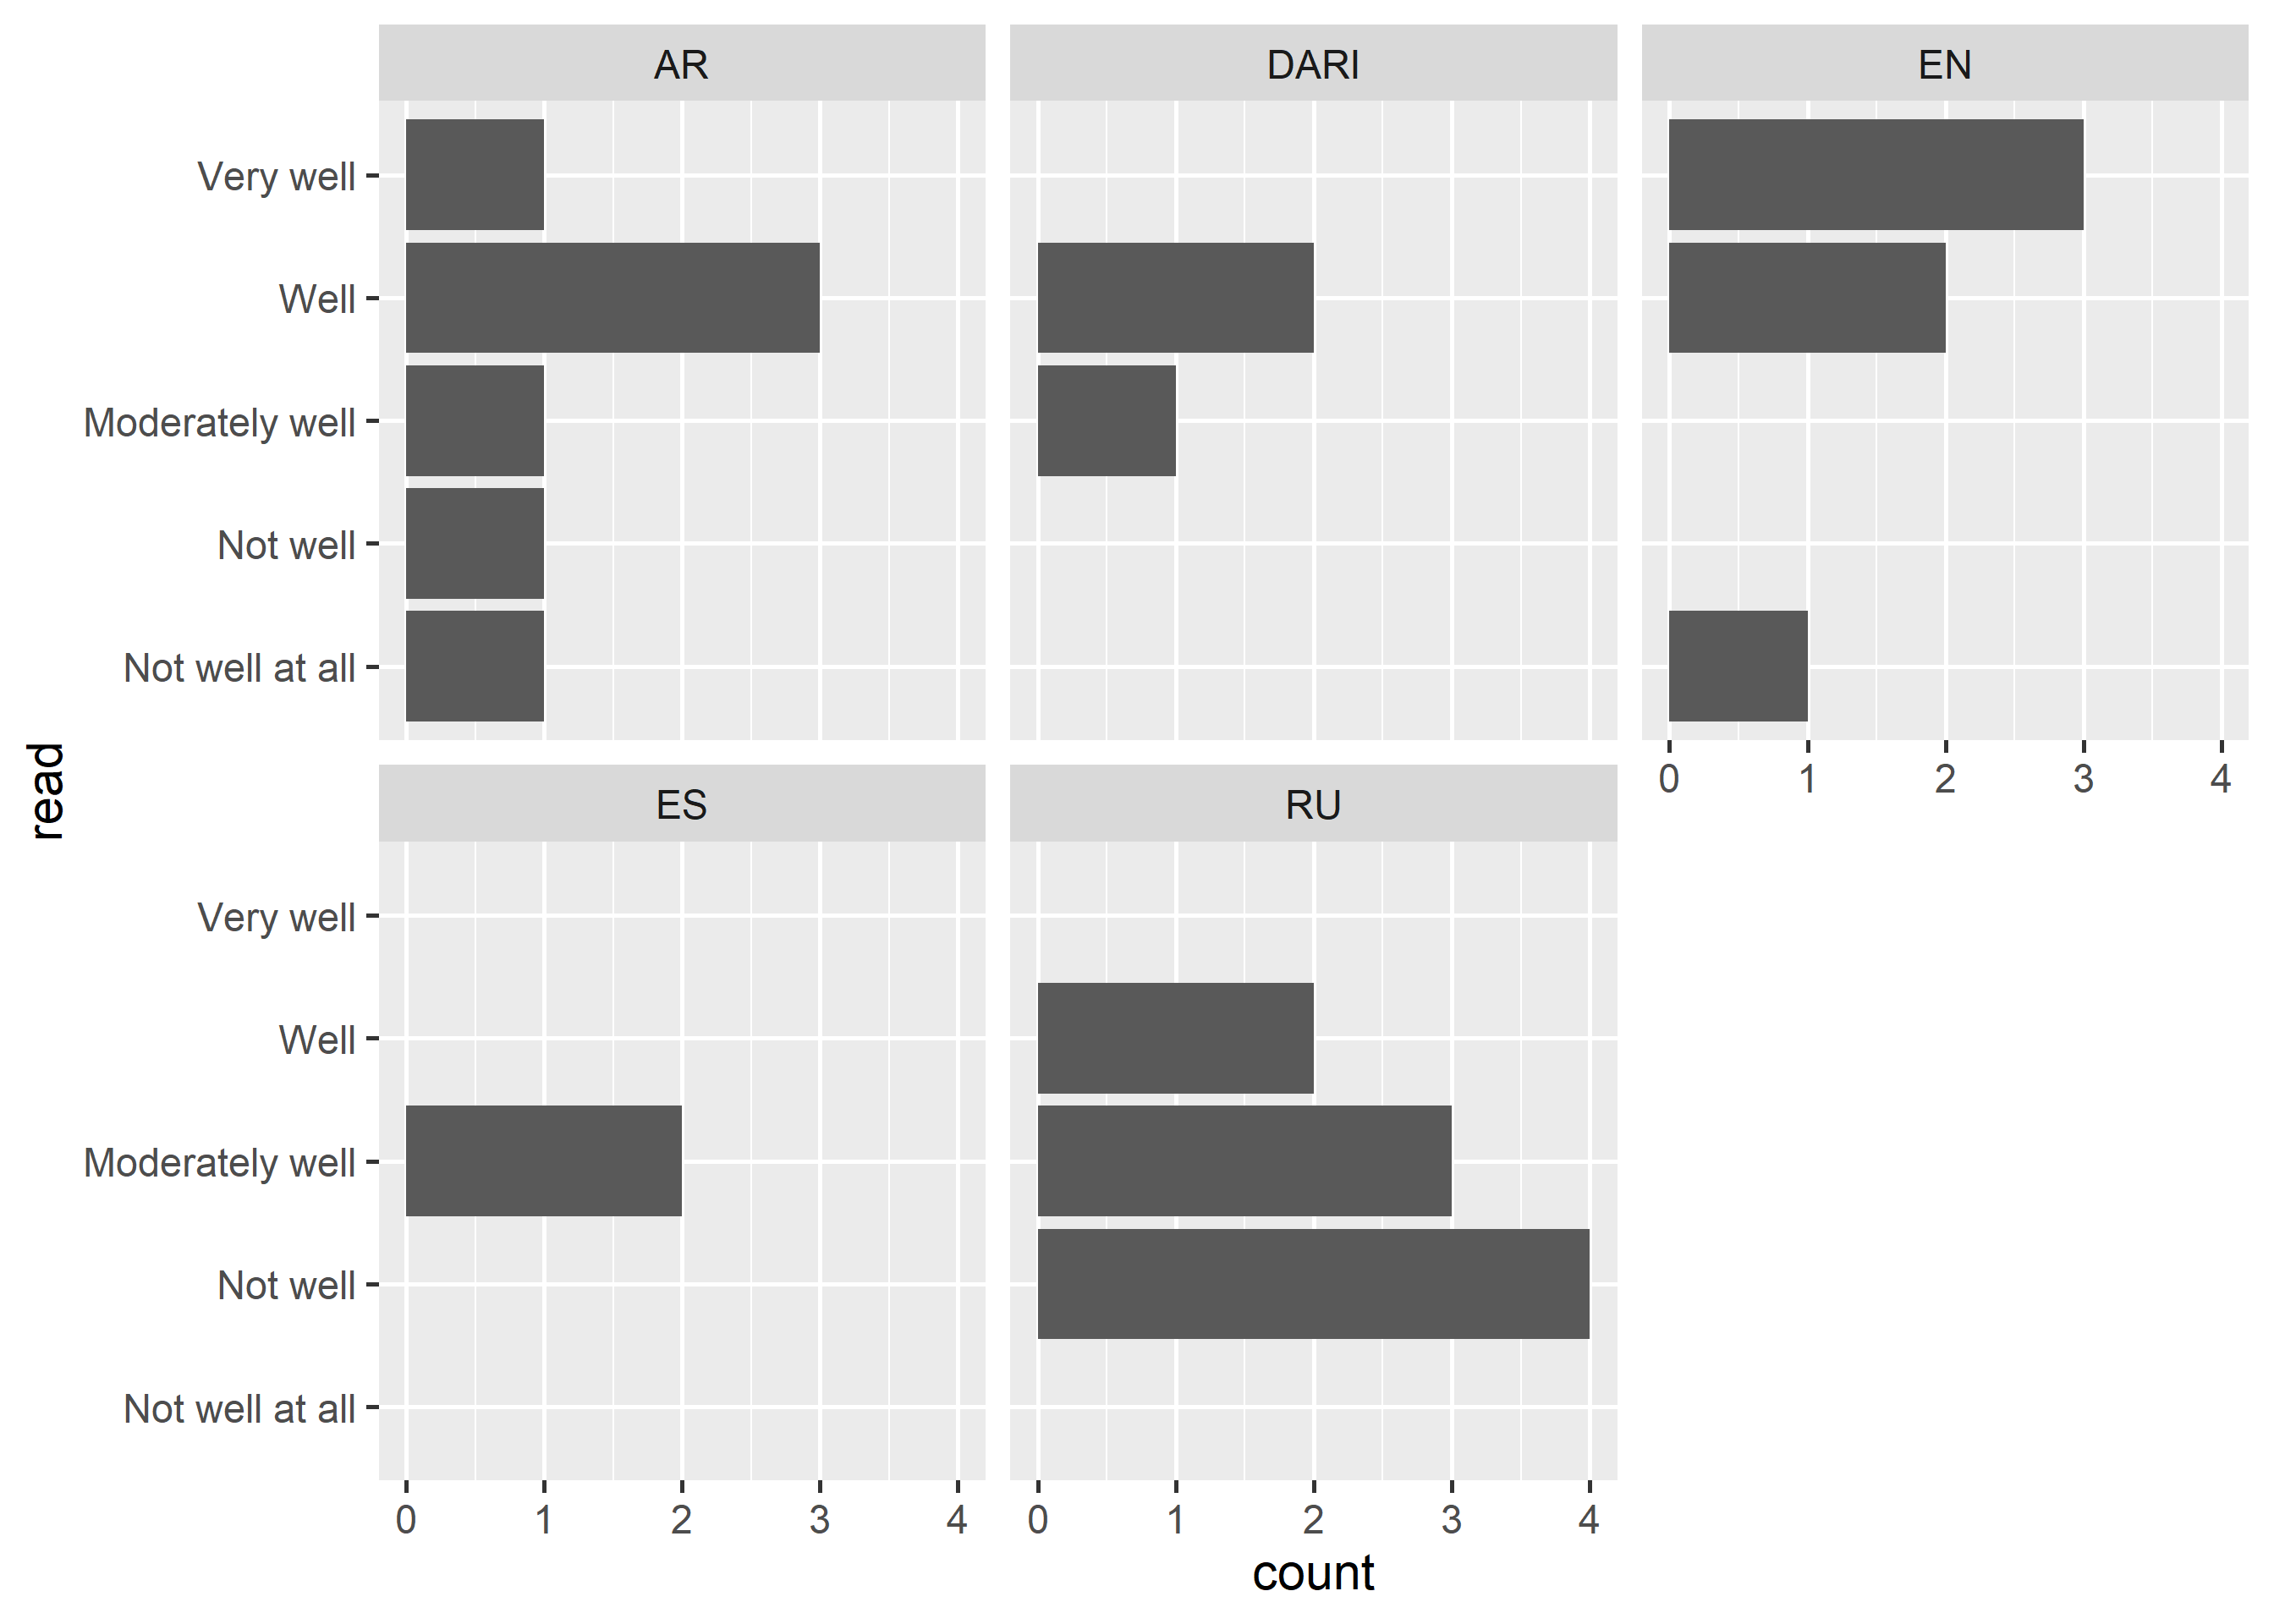 AR
DARI
EN
Very well
Well
Moderately well
Not well
Not well at all
0 1 2 3 4
read
ES
RU
Very well
Well
Moderately well
Not well
Not well at all
0 1 2 3 4
0 1 2 3 4
count